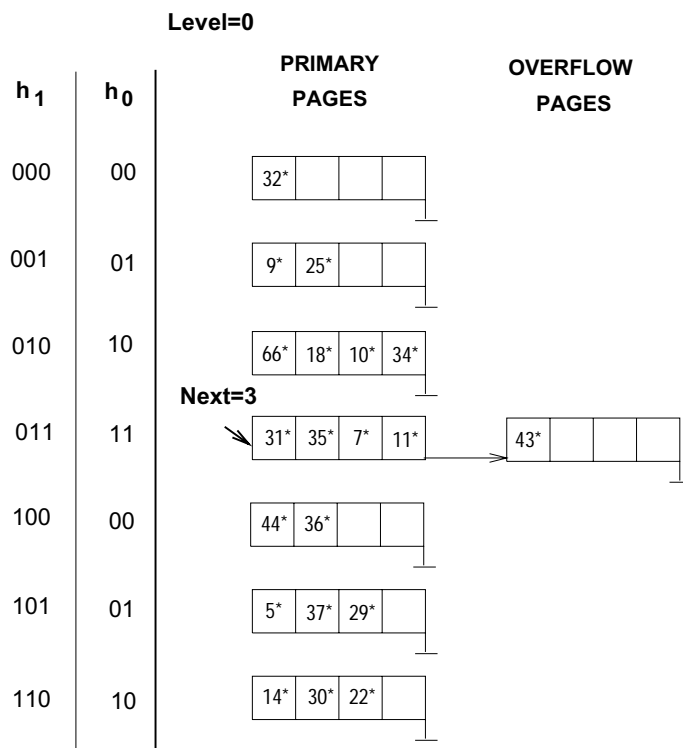 Level=0
PRIMARY PAGES
OVERFLOW PAGES
h1 h0
000 00 32*
001 01 9* 25*
010 10 66* 18* 10* 34*
Next=3
011 11 31* 35* 7* 11* 43*
100 00 44* 36*
101 01 5* 37* 29*
110 10 14* 30* 22*